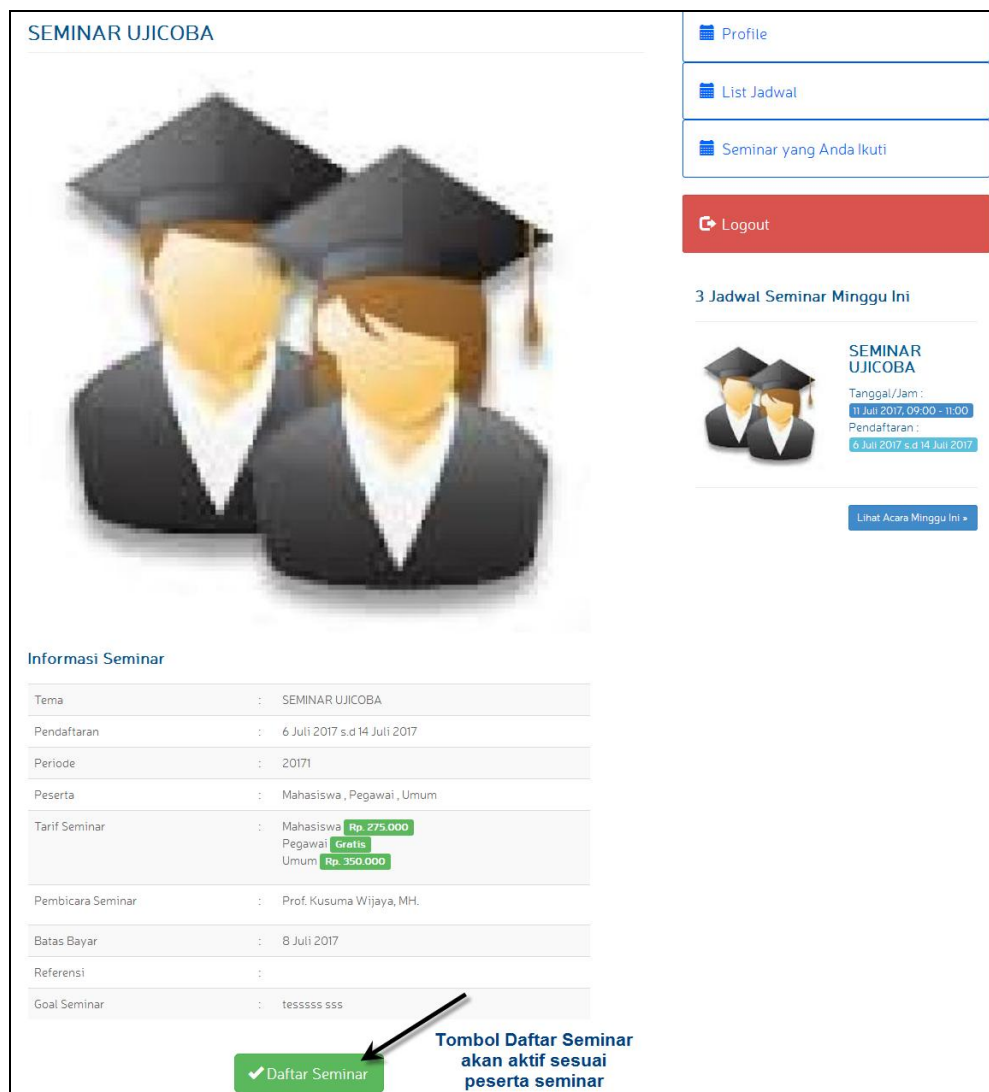 SEMINAR UJICOBA
Informasi Seminar
Tema : SEMINAR UJICOBA
Pendaftaran : 6 Juli 2017 s.d 14 Juli 2017
Periode : 20171
Peserta : Mahasiswa , Pegawai , Umum
Tarif Seminar : Mahasiswa Rp. 275.000
Pegawai Gratis
Umum Rp. 350.000
Pembicara Seminar : Prof. Kusuma Wijaya, MH.
Batas Bayar : 8 Juli 2017
Referensi :
Goal Seminar : tesssss sss
Daftar Seminar
Tombol Daftar Seminar
akan aktif sesuai
peserta seminar
Profile
List Jadwal
Seminar yang Anda Ikuti
Logout
3 Jadwal Seminar Minggu Ini
SEMINAR
UJICOBA
Tanggal/Jam :
11 Juli 2017, 09:00 - 11:00
Pendaftaran :
6 Juli 2017 s.d 14 Juli 2017
Lihat Acara Minggu Ini »